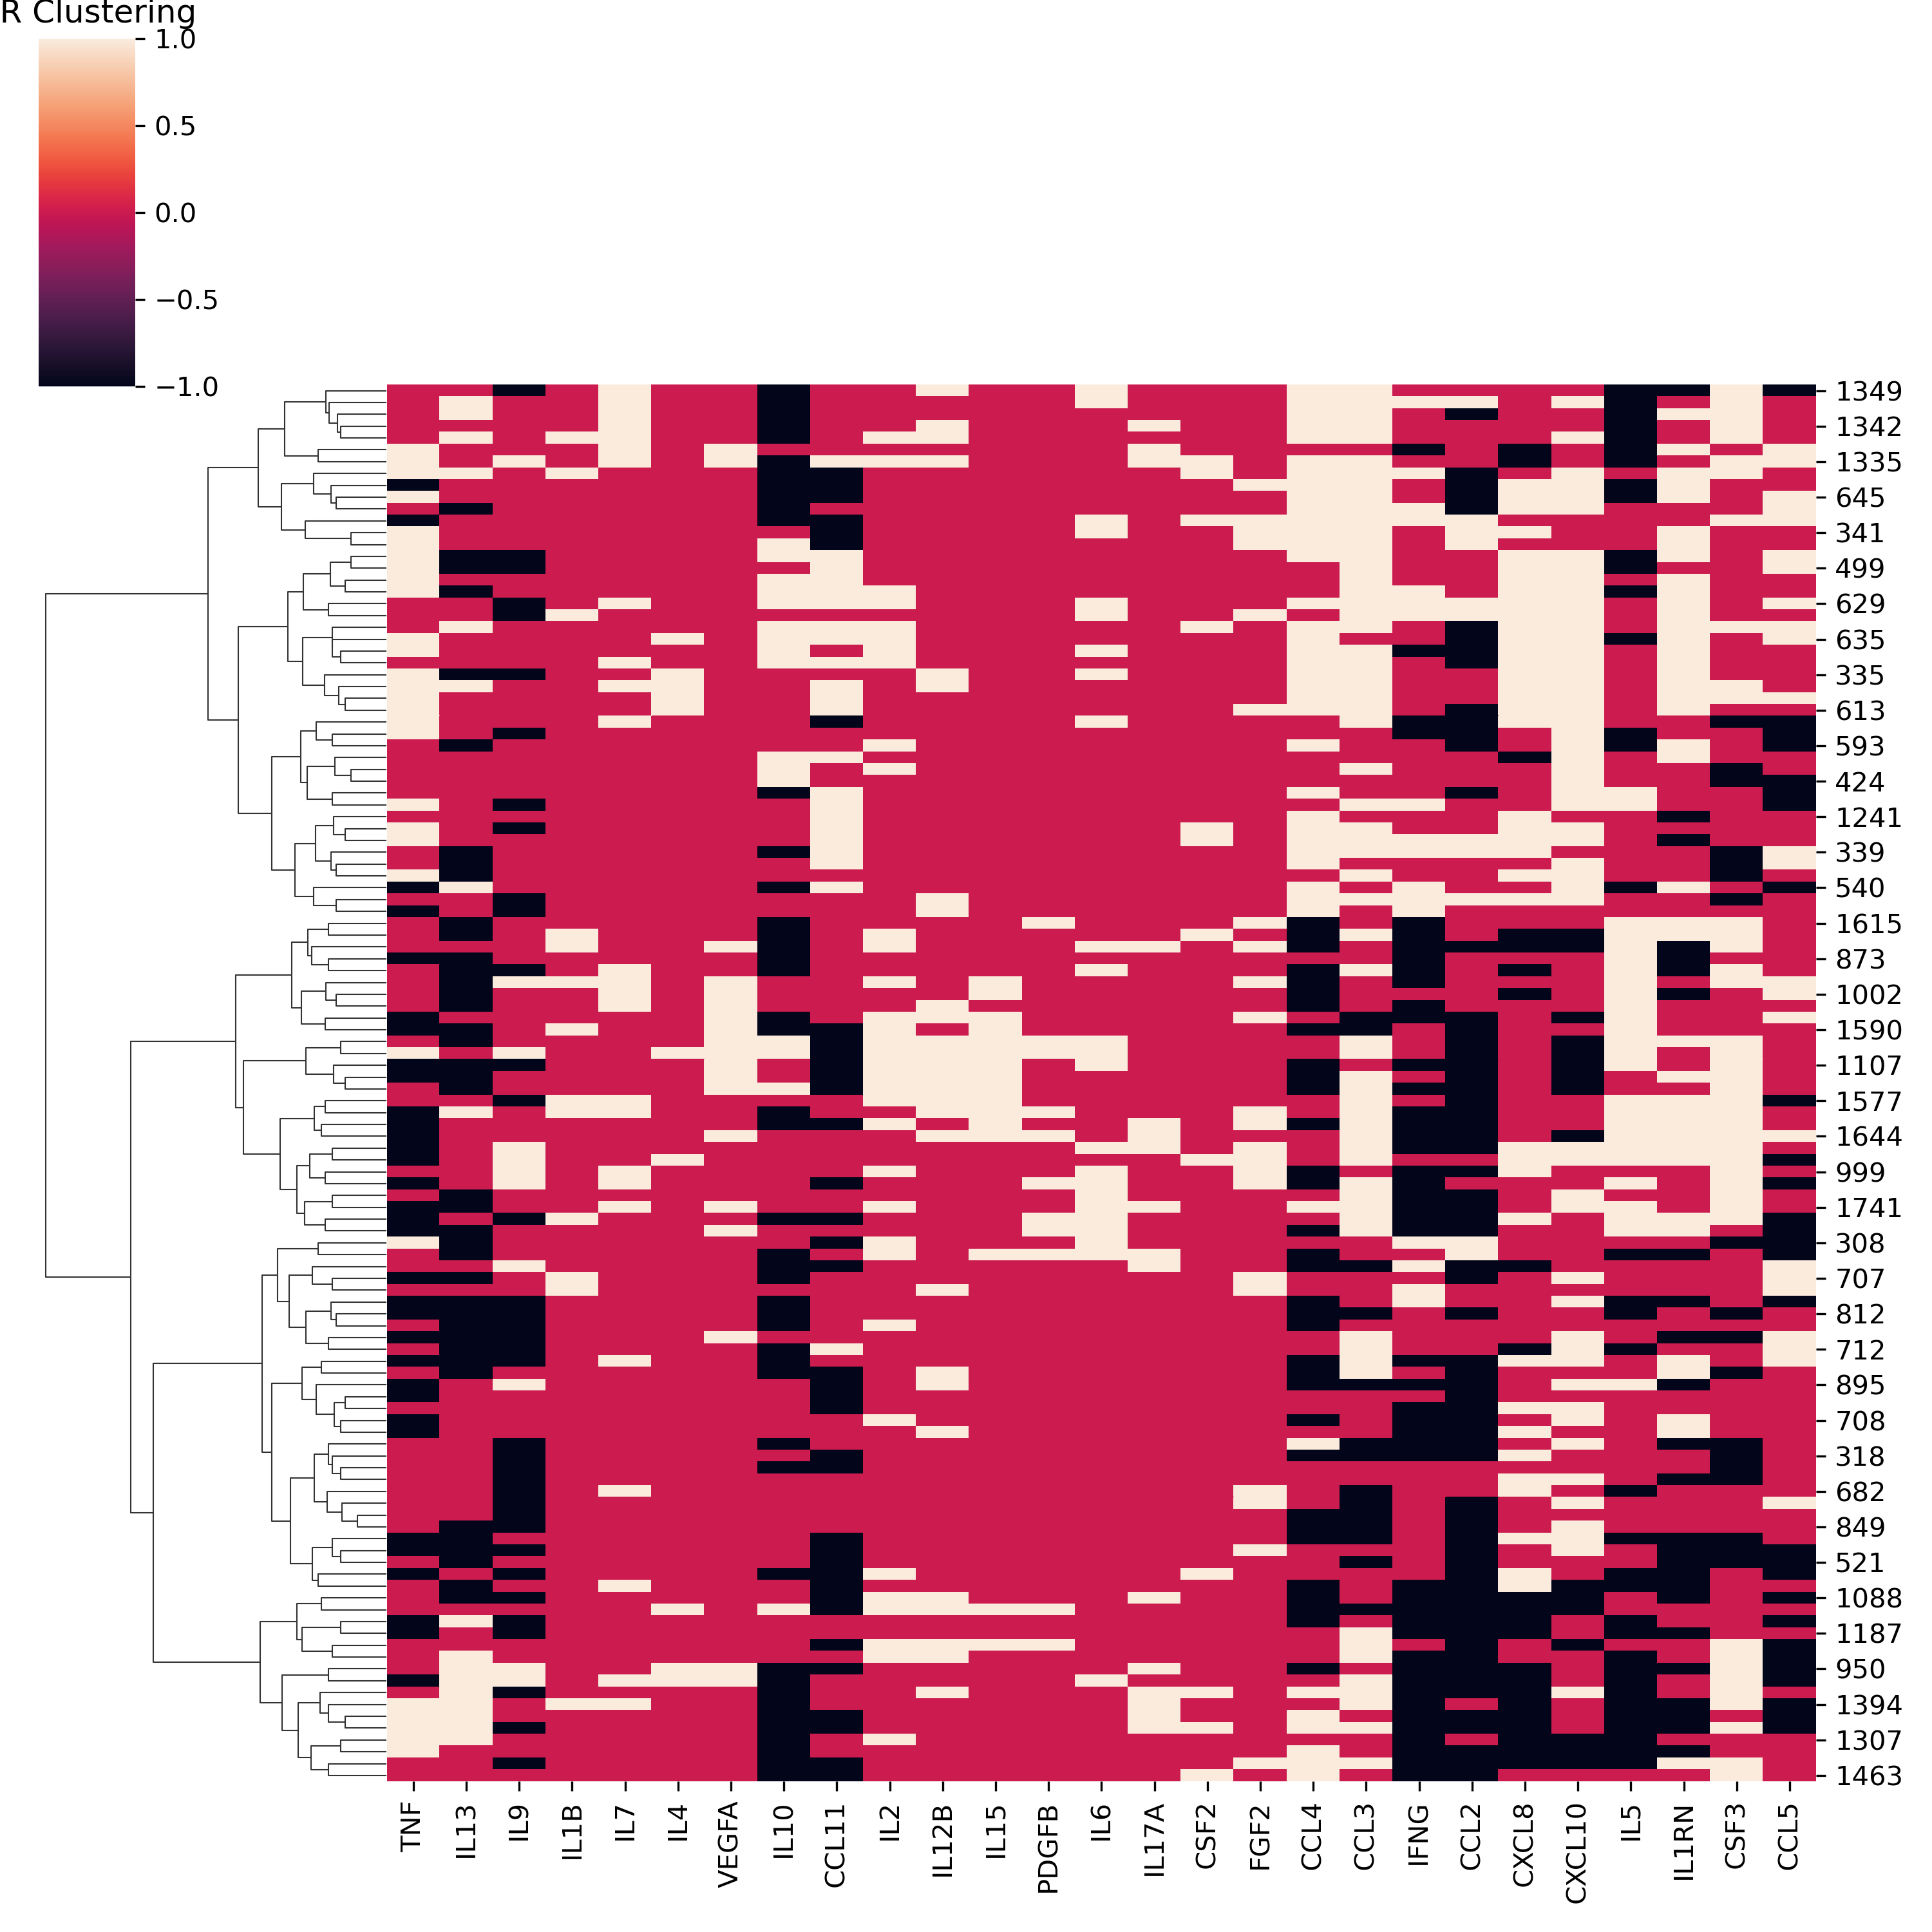 R Clustering
1.0
0.5
0.0
−0.5
−1.0
1349
1342
1335
645
341
499
629
635
335
613
593
424
1241
339
540
1615
873
1002
1590
1107
1577
1644
999
1741
308
707
812
712
895
708
318
682
849
521
1088
1187
950
1394
1307
1463
TNF
IL13
IL9
IL1B
IL7
IL4
VEGFA
IL10
CCL11
IL2
IL12B
IL15
PDGFB
IL6
IL17A
CSF2
FGF2
CCL4
CCL3
IFNG
CCL2
CXCL8
CXCL10
IL5
IL1RN
CSF3
CCL5